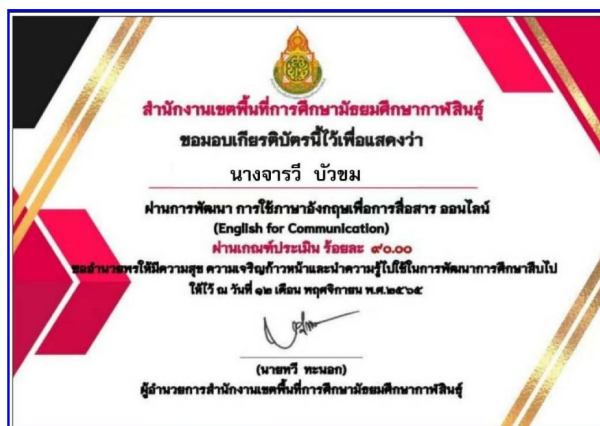 สำนักงานเขตพื้นที่การศึกษามัธยมศึกษากาฬสินธุ์
ขอมอบเกียรติบัตรนี้ไว้เพื่อแสดงว่า
นางจารวี บัวขม
ผ่านการพัฒนา การใช้ภาษาอังกฤษเพื่อการสื่อสาร ออนไลน์
(English for Communication)
ผ่านเกณฑ์ประเมิน ร้อยละ ๙๐.๐๐
ขออำนวยพรให้มีความสุข ความเจริญก้าวหน้าและนำความรู้ไปใช้ในการพัฒนาการศึกษาสืบไป
ให้ไว้ ณ วันที่ ๑๒ เดือน พฤศจิกายน พ.ศ.๒๕๖๕
(นายทวี ทะนอก)
ผู้อำนวยการสำนักงานเขตพื้นที่การศึกษามัธยมศึกษากาฬสินธุ์